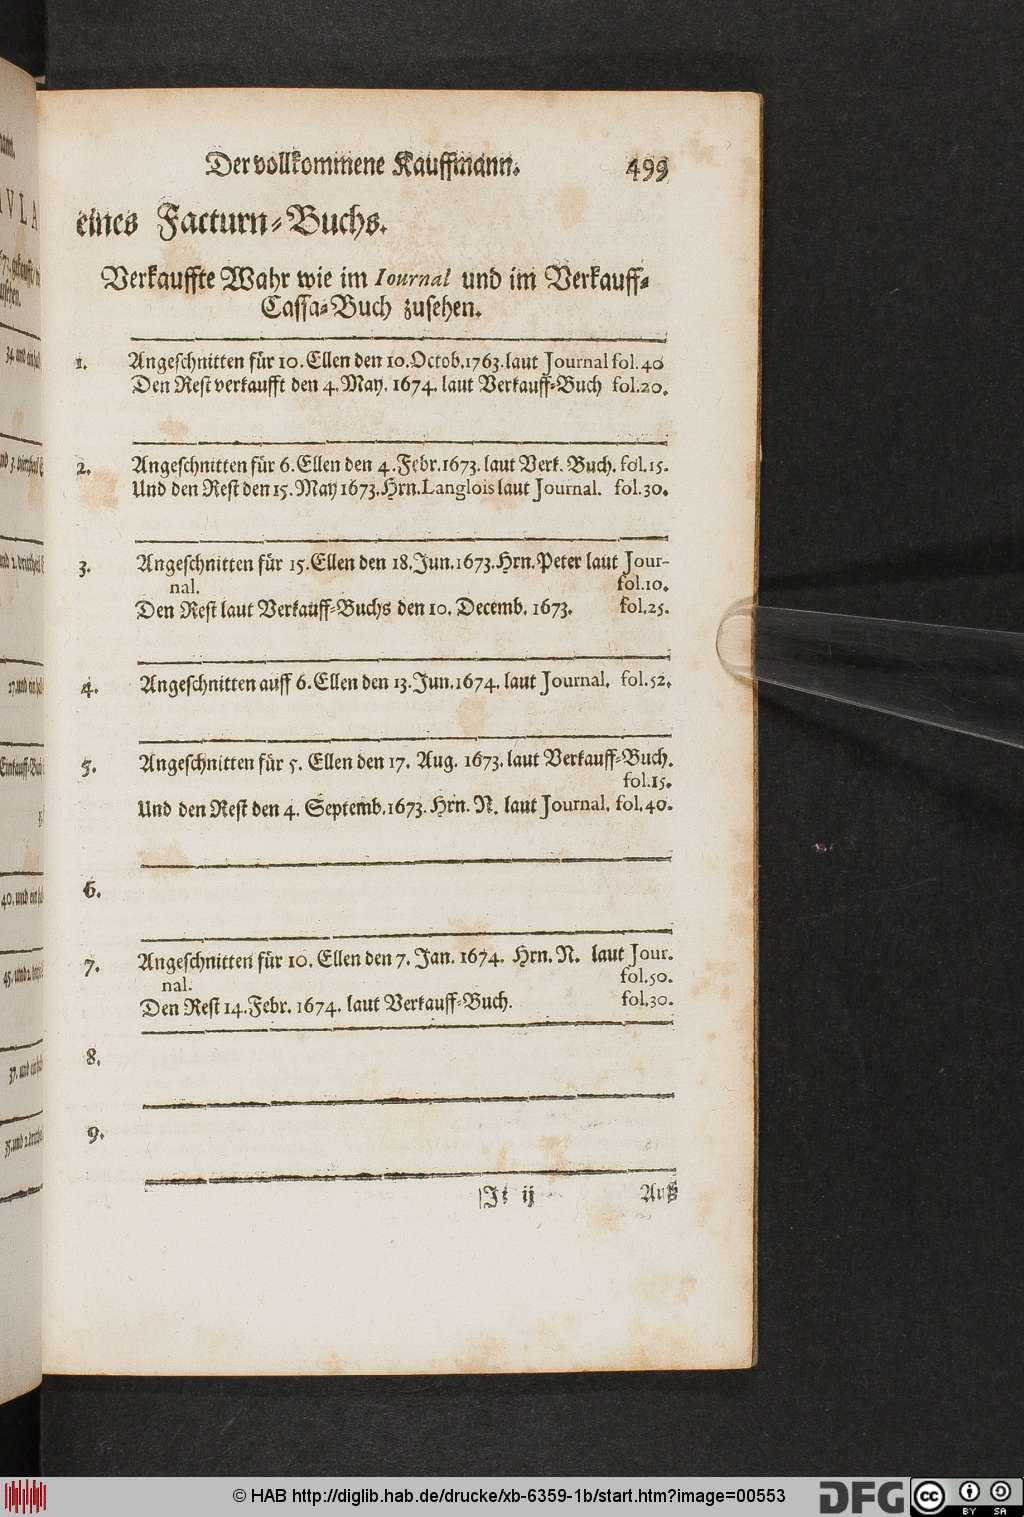 Der vollkommene Kauffmann. 499
eines Facturn-Buchs.
Verkauffte Wahr wie im Iournal und im Verkauff-
Cassa-Buch zusehen.
1. Angeschnitten für 10. Ellen den 10. Octob. 1763. laut Journal fol. 40
Den Rest verkaufft den 4. May. 1674. laut Verkauff-Buch fol. 20.
2. Angeschnitten für 6. Ellen den 4. Febr. 1673. laut Verk. Buch. fol. 15.
Und den Rest den 15. May 1673. Hrn. Langlois laut Journal. fol. 30.
3. Angeschnitten für 15. Ellen den 18. Jun. 1673. Hrn. Peter laut Jour-
nal. fol. 10.
Den Rest laut Verkauff-Buchs den 10. Decemb. 1673. fol. 25.
4. Angeschnitten auff 6. Ellen den 13. Jun. 1674. laut Journal. fol. 52.
5. Angeschnitten für 5. Ellen den 17. Aug. 1673. laut Verkauff-Buch.
fol. 15.
Und den Rest den 4. Septemb. 1673. Hrn. N. laut Journal. fol. 40.
6.
7. Angeschnitten für 10. Ellen den 7. Jan. 1674. Hrn. N. laut Jour.
nal. fol. 50.
Den Rest 14. Febr. 1674. laut Verkauff-Buch. fol. 30.
8.
9.
Ii ij Auß
© HAB http://diglib.hab.de/drucke/xb-6359-1b/start.htm?image=00553
DFG
cc
BY SA